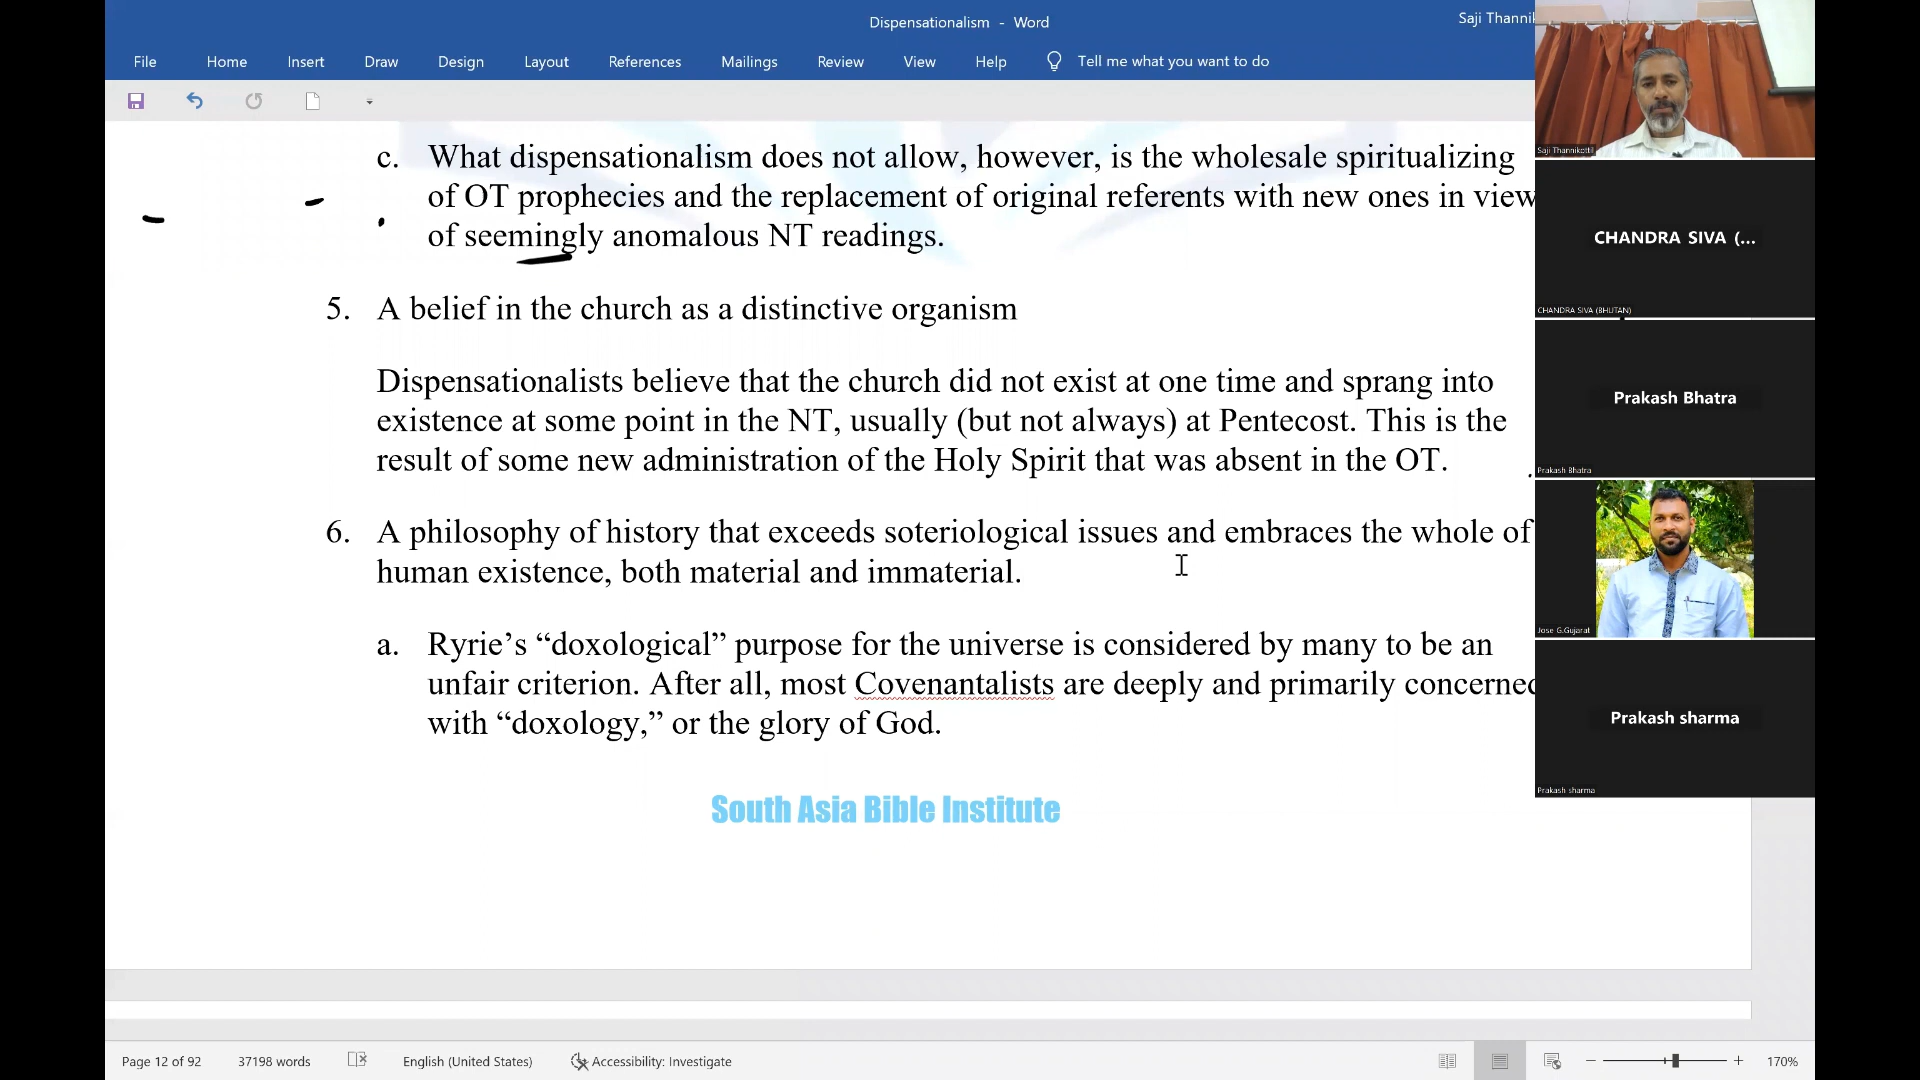 Dispensationalism - Word
Saji Thannik
File Home Insert Draw Design Layout References Mailings Review View Help Tell me what you want to do
c. What dispensationalism does not allow, however, is the wholesale spiritualizing
of OT prophecies and the replacement of original referents with new ones in view
of seemingly anomalous NT readings.
5. A belief in the church as a distinctive organism
Dispensationalists believe that the church did not exist at one time and sprang into
existence at some point in the NT, usually (but not always) at Pentecost. This is the
result of some new administration of the Holy Spirit that was absent in the OT.
6. A philosophy of history that exceeds soteriological issues and embraces the whole of
human existence, both material and immaterial.
a. Ryrie’s “doxological” purpose for the universe is considered by many to be an
unfair criterion. After all, most Covenantalists are deeply and primarily concerned
with “doxology,” or the glory of God.
South Asia Bible Institute
Page 12 of 92 37198 words English (United States) Accessibility: Investigate 170%
Saji Thannikottil
CHANDRA SIVA (...
CHANDRA SIVA (BHUTAN)
Prakash Bhatra
Prakash Bhatra
Jose G.Gujarat
Prakash sharma
Prakash sharma